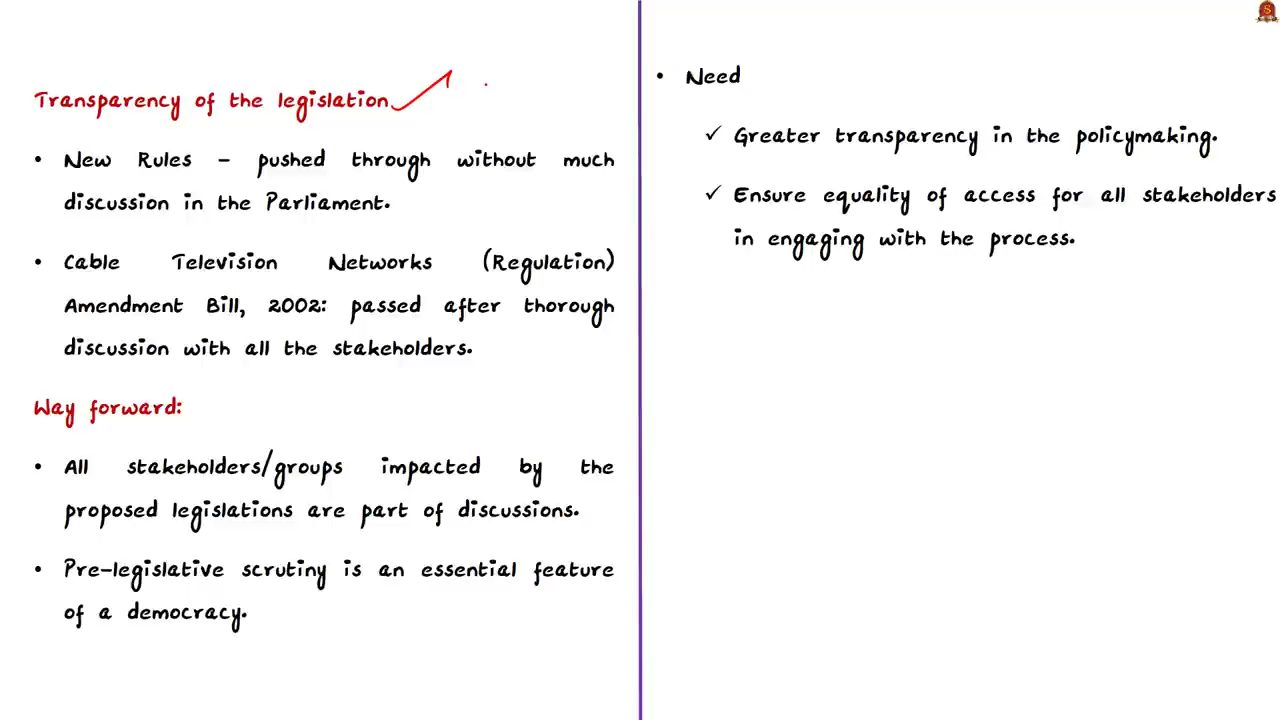 Transparency of the legislation
• New Rules – pushed through without much
discussion in the Parliament.
• Cable Television Networks (Regulation)
Amendment Bill, 2002: passed after thorough
discussion with all the stakeholders.
Way forward:
• All stakeholders/groups impacted by the
proposed legislations are part of discussions.
• Pre-legislative scrutiny is an essential feature
of a democracy.
• Need
✓ Greater transparency in the policymaking.
✓ Ensure equality of access for all stakeholders
in engaging with the process.